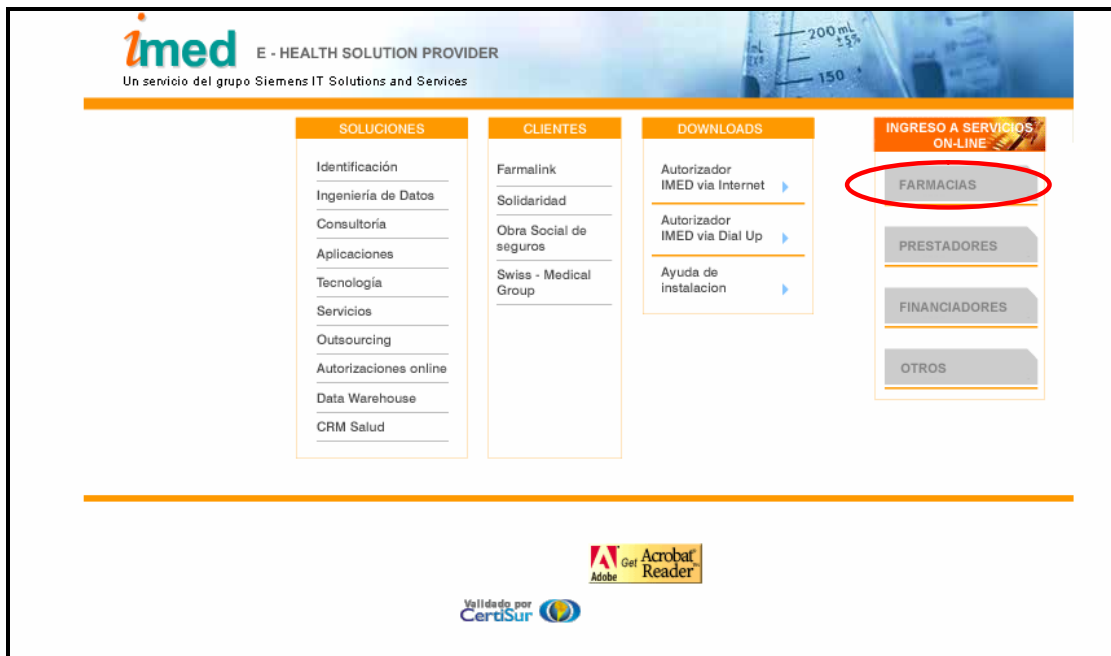 imed E - HEALTH SOLUTION PROVIDER
Un servicio del grupo Siemens IT Solutions and Services
200 mL
±5%
150
SOLUCIONES
Identificación
Ingeniería de Datos
Consultoría
Aplicaciones
Tecnología
Servicios
Outsourcing
Autorizaciones online
Data Warehouse
CRM Salud
CLIENTES
Farmalink
Solidaridad
Obra Social de
seguros
Swiss - Medical
Group
DOWNLOADS
Autorizador
IMED via Internet
Autorizador
IMED via Dial Up
Ayuda de
instalacion
INGRESO A SERVICIOS
ON-LINE
FARMACIAS
PRESTADORES
FINANCIADORES
OTROS
Adobe Get Acrobat
Reader
Validado por
CertiSur